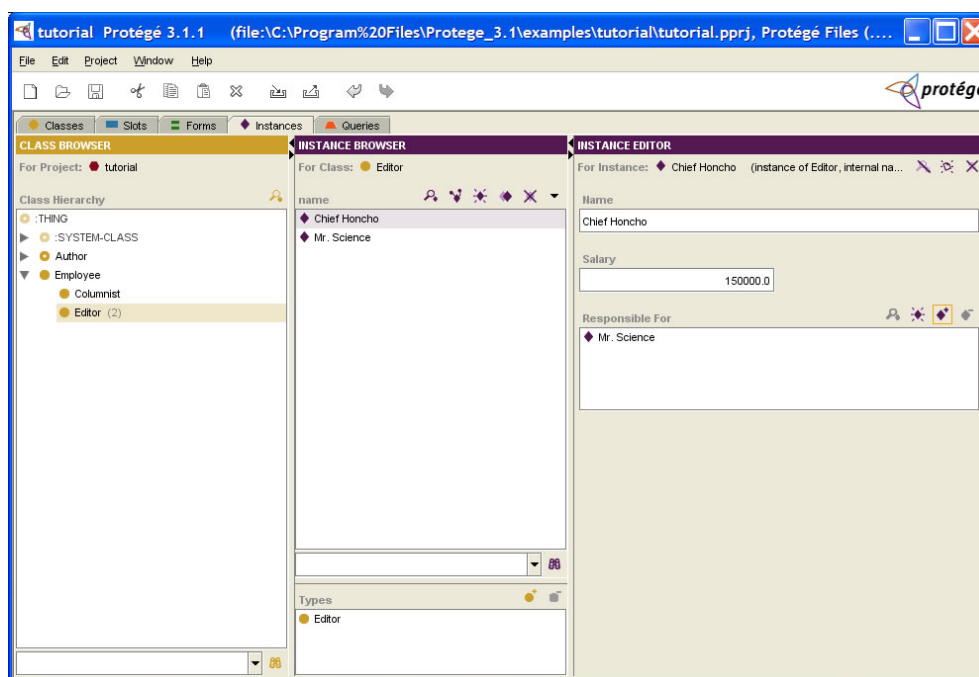 tutorial Protégé 3.1.1 (file:\C:\Program%20Files\Protege_3.1\examples\tutorial\tutorial.pprj, Protégé Files (....
File Edit Project Window Help
protégé
Classes Slots Forms Instances Queries
CLASS BROWSER
For Project: tutorial
Class Hierarchy
:THING
:SYSTEM-CLASS
Author
Employee
Columnist
Editor (2)
INSTANCE BROWSER
For Class: Editor
name
Chief Honcho
Mr. Science
Types
Editor
INSTANCE EDITOR
For Instance: Chief Honcho (instance of Editor, internal na...
Name
Chief Honcho
Salary
150000.0
Responsible For
Mr. Science